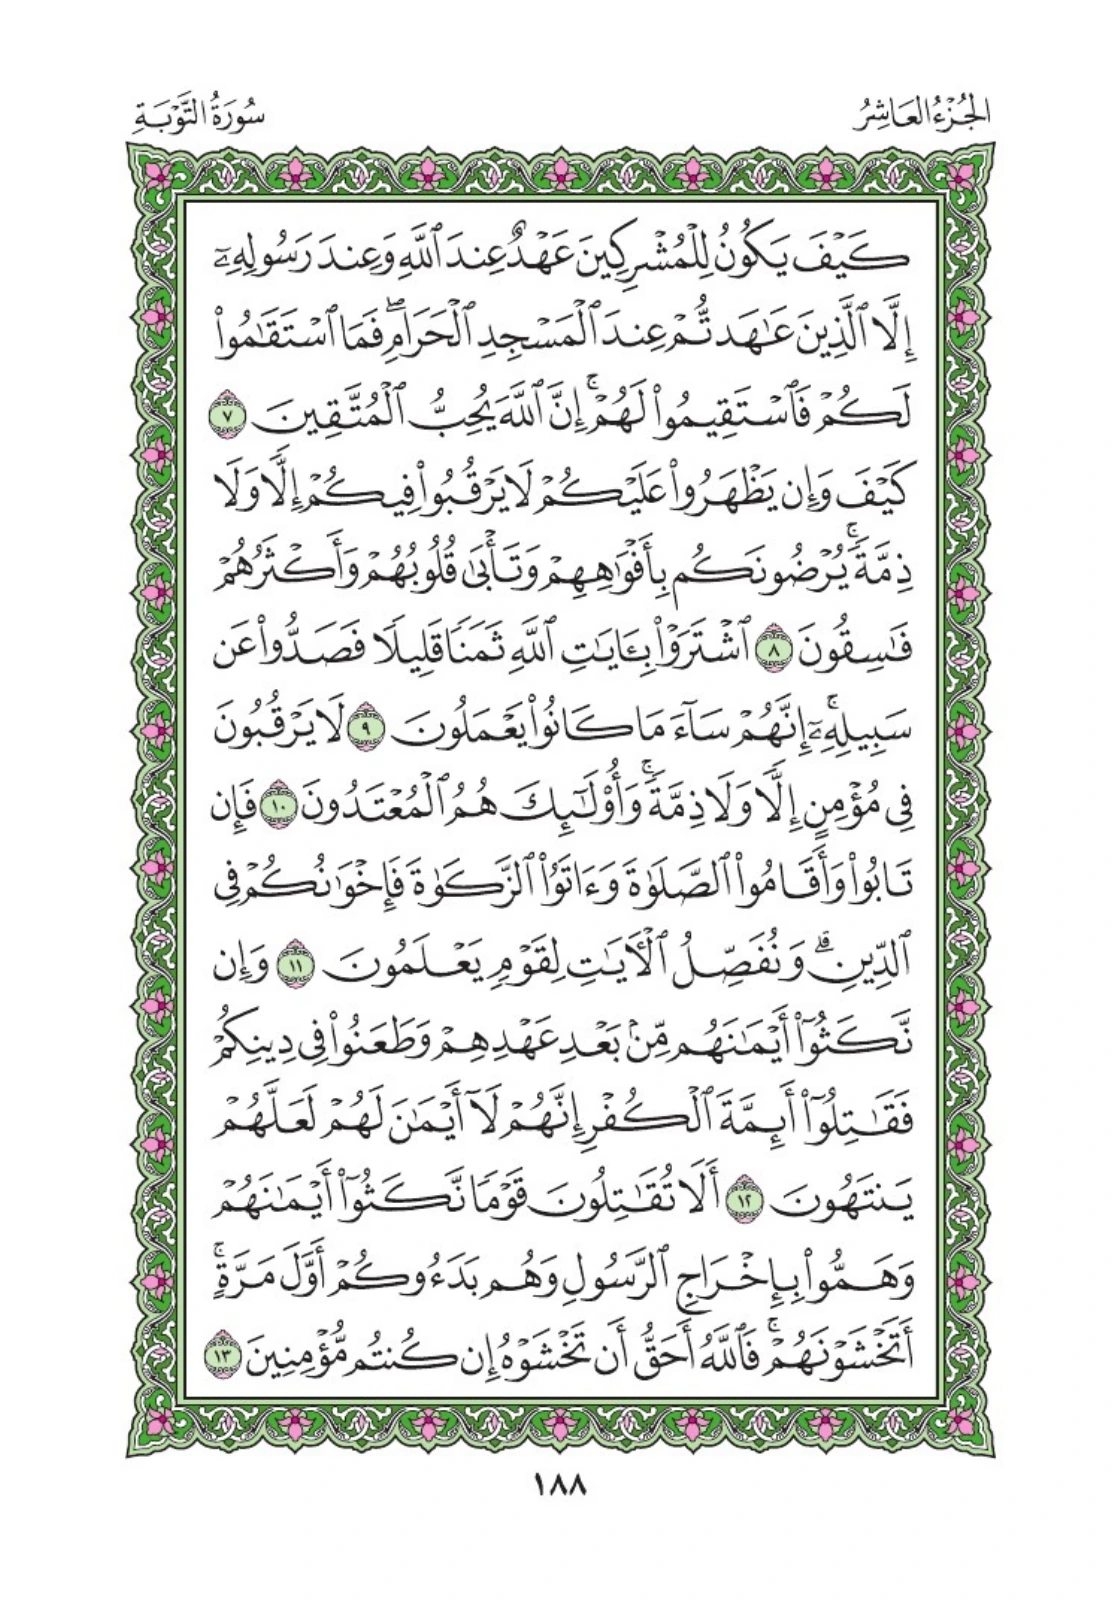 الجُزْءُ العَاشِرُ
سُورَةُ التَّوْبَةِ
كَيْفَ يَكُونُ لِلْمُشْرِكِينَ عَهْدٌ عِندَ ٱللَّهِ وَعِندَ رَسُولِهِۦٓ
إِلَّا ٱلَّذِينَ عَـٰهَدتُّمْ عِندَ ٱلْمَسْجِدِ ٱلْحَرَامِ ۖ فَمَا ٱسْتَقَـٰمُوا۟
لَكُمْ فَٱسْتَقِيمُوا۟ لَهُمْ ۚ إِنَّ ٱللَّهَ يُحِبُّ ٱلْمُتَّقِينَ ٧
كَيْفَ وَإِن يَظْهَرُوا۟ عَلَيْكُمْ لَا يَرْقُبُوا۟ فِيكُمْ إِلًّا وَلَا
ذِمَّةً ۚ يُرْضُونَكُم بِأَفْوَٰهِهِمْ وَتَأْبَىٰ قُلُوبُهُمْ وَأَكْثَرُهُمْ
فَـٰسِقُونَ ٨ ٱشْتَرَوْا۟ بِـَٔايَـٰتِ ٱللَّهِ ثَمَنًا قَلِيلًا فَصَدُّوا۟ عَن
سَبِيلِهِۦٓ ۚ إِنَّهُمْ سَآءَ مَا كَانُوا۟ يَعْمَلُونَ ٩ لَا يَرْقُبُونَ
فِى مُؤْمِنٍ إِلًّا وَلَا ذِمَّةً ۚ وَأُو۟لَـٰٓئِكَ هُمُ ٱلْمُعْتَدُونَ ١٠ فَإِن
تَابُوا۟ وَأَقَامُوا۟ ٱلصَّلَوٰةَ وَءَاتَوُا۟ ٱلزَّكَوٰةَ فَإِخْوَٰنُكُمْ فِى
ٱلدِّينِ ۗ وَنُفَصِّلُ ٱلْـَٔايَـٰتِ لِقَوْمٍ يَعْلَمُونَ ١١ وَإِن
نَّكَثُوٓا۟ أَيْمَـٰنَهُم مِّنۢ بَعْدِ عَهْدِهِمْ وَطَعَنُوا۟ فِى دِينِكُمْ
فَقَـٰتِلُوٓا۟ أَئِمَّةَ ٱلْكُفْرِ إِنَّهُمْ لَآ أَيْمَـٰنَ لَهُمْ لَعَلَّهُمْ
يَنتَهُونَ ١٢ أَلَا تُقَـٰتِلُونَ قَوْمًا نَّكَثُوٓا۟ أَيْمَـٰنَهُمْ
وَهَمُّوا۟ بِإِخْرَاجِ ٱلرَّسُولِ وَهُم بَدَءُوكُمْ أَوَّلَ مَرَّةٍ ۚ
أَتَخْشَوْنَهُمْ ۚ فَٱللَّهُ أَحَقُّ أَن تَخْشَوْهُ إِن كُنتُم مُّؤْمِنِينَ ١٣
١٨٨